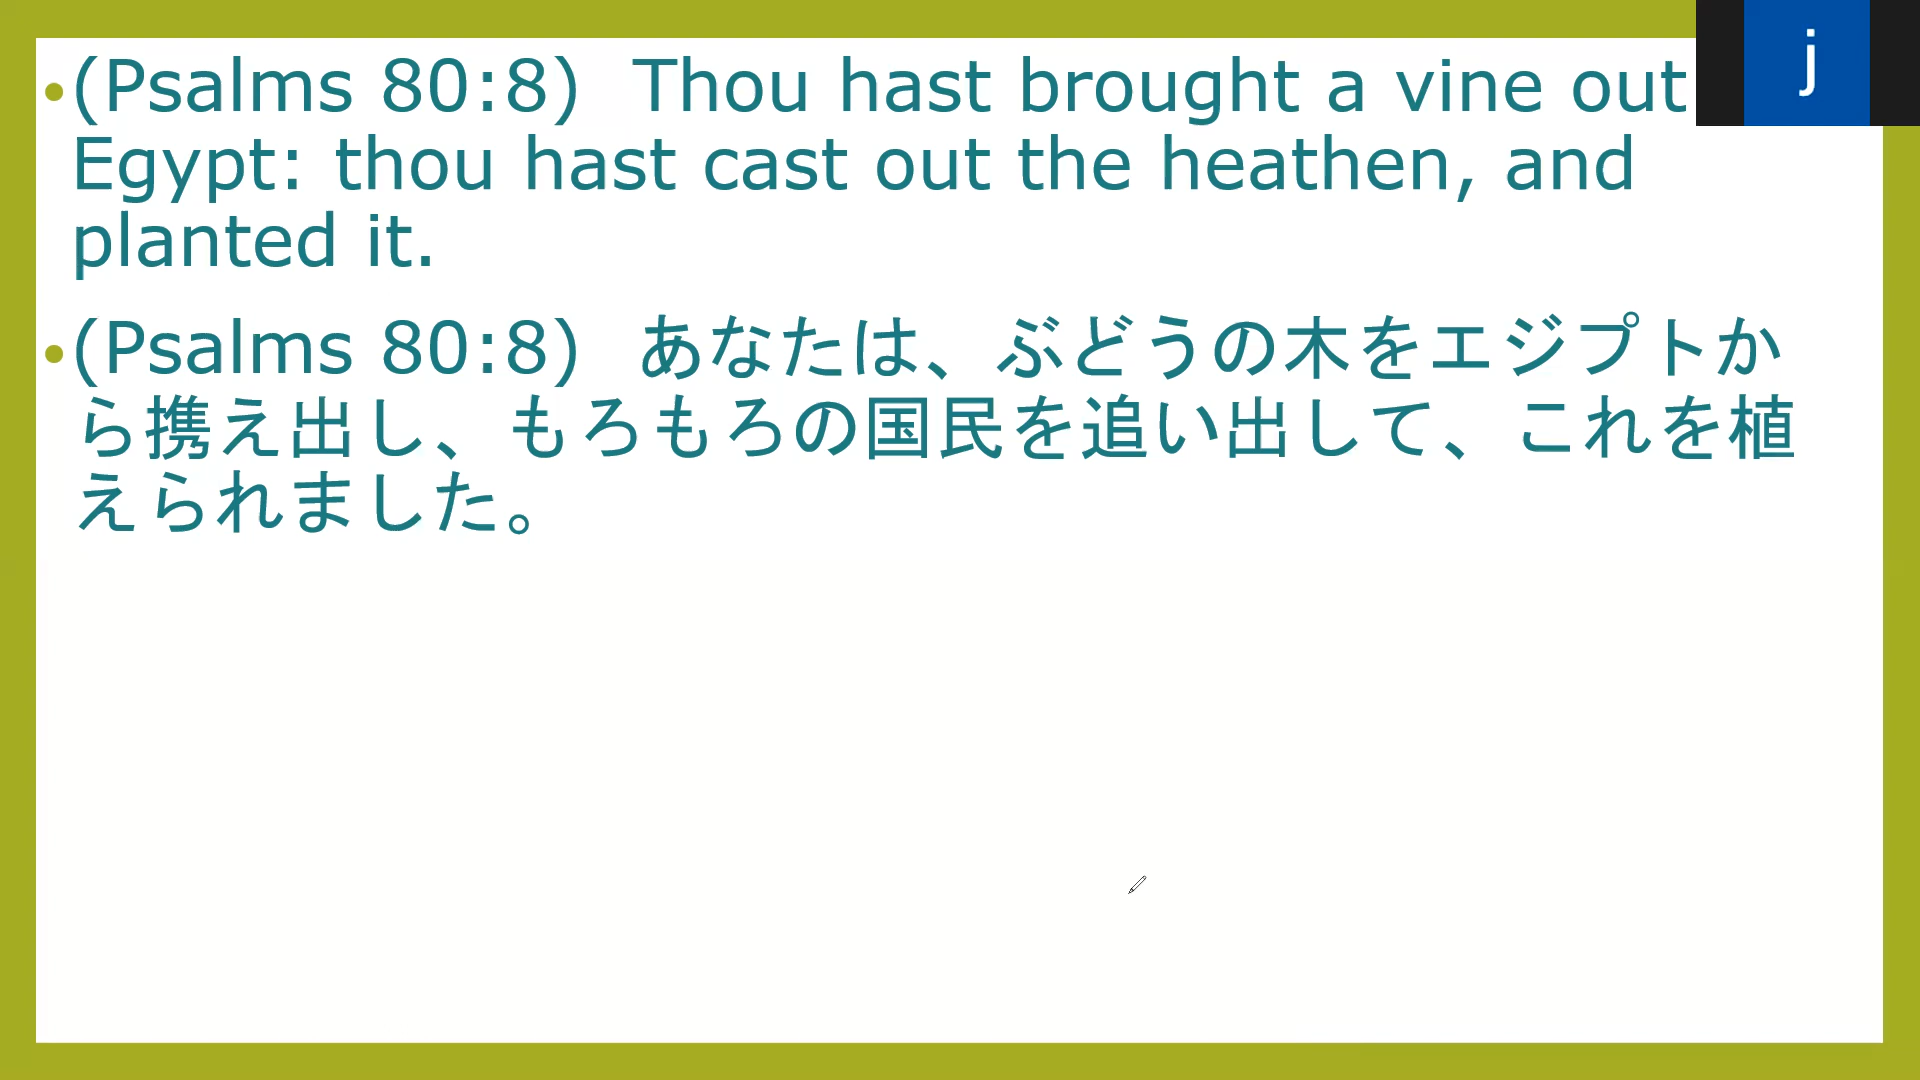 •(Psalms 80:8)  Thou hast brought a vine out
Egypt: thou hast cast out the heathen, and
planted it.
•(Psalms 80:8)  あなたは、ぶどうの木をエジプトか
ら携え出し、もろもろの国民を追い出して、これを植
えられました。
j